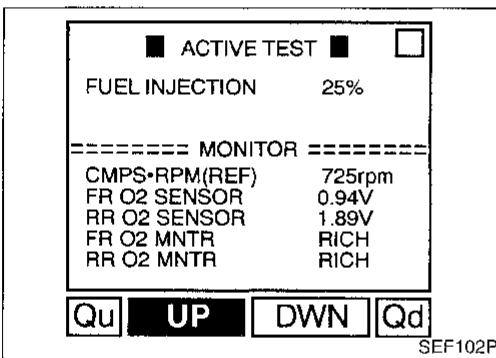 ■ ACTIVE TEST ■
FUEL INJECTION 25%
======== MONITOR ========
CMPS•RPM(REF) 725rpm
FR O2 SENSOR 0.94V
RR O2 SENSOR 1.89V
FR O2 MNTR RICH
RR O2 MNTR RICH
Qu UP DWN Qd
SEF102P